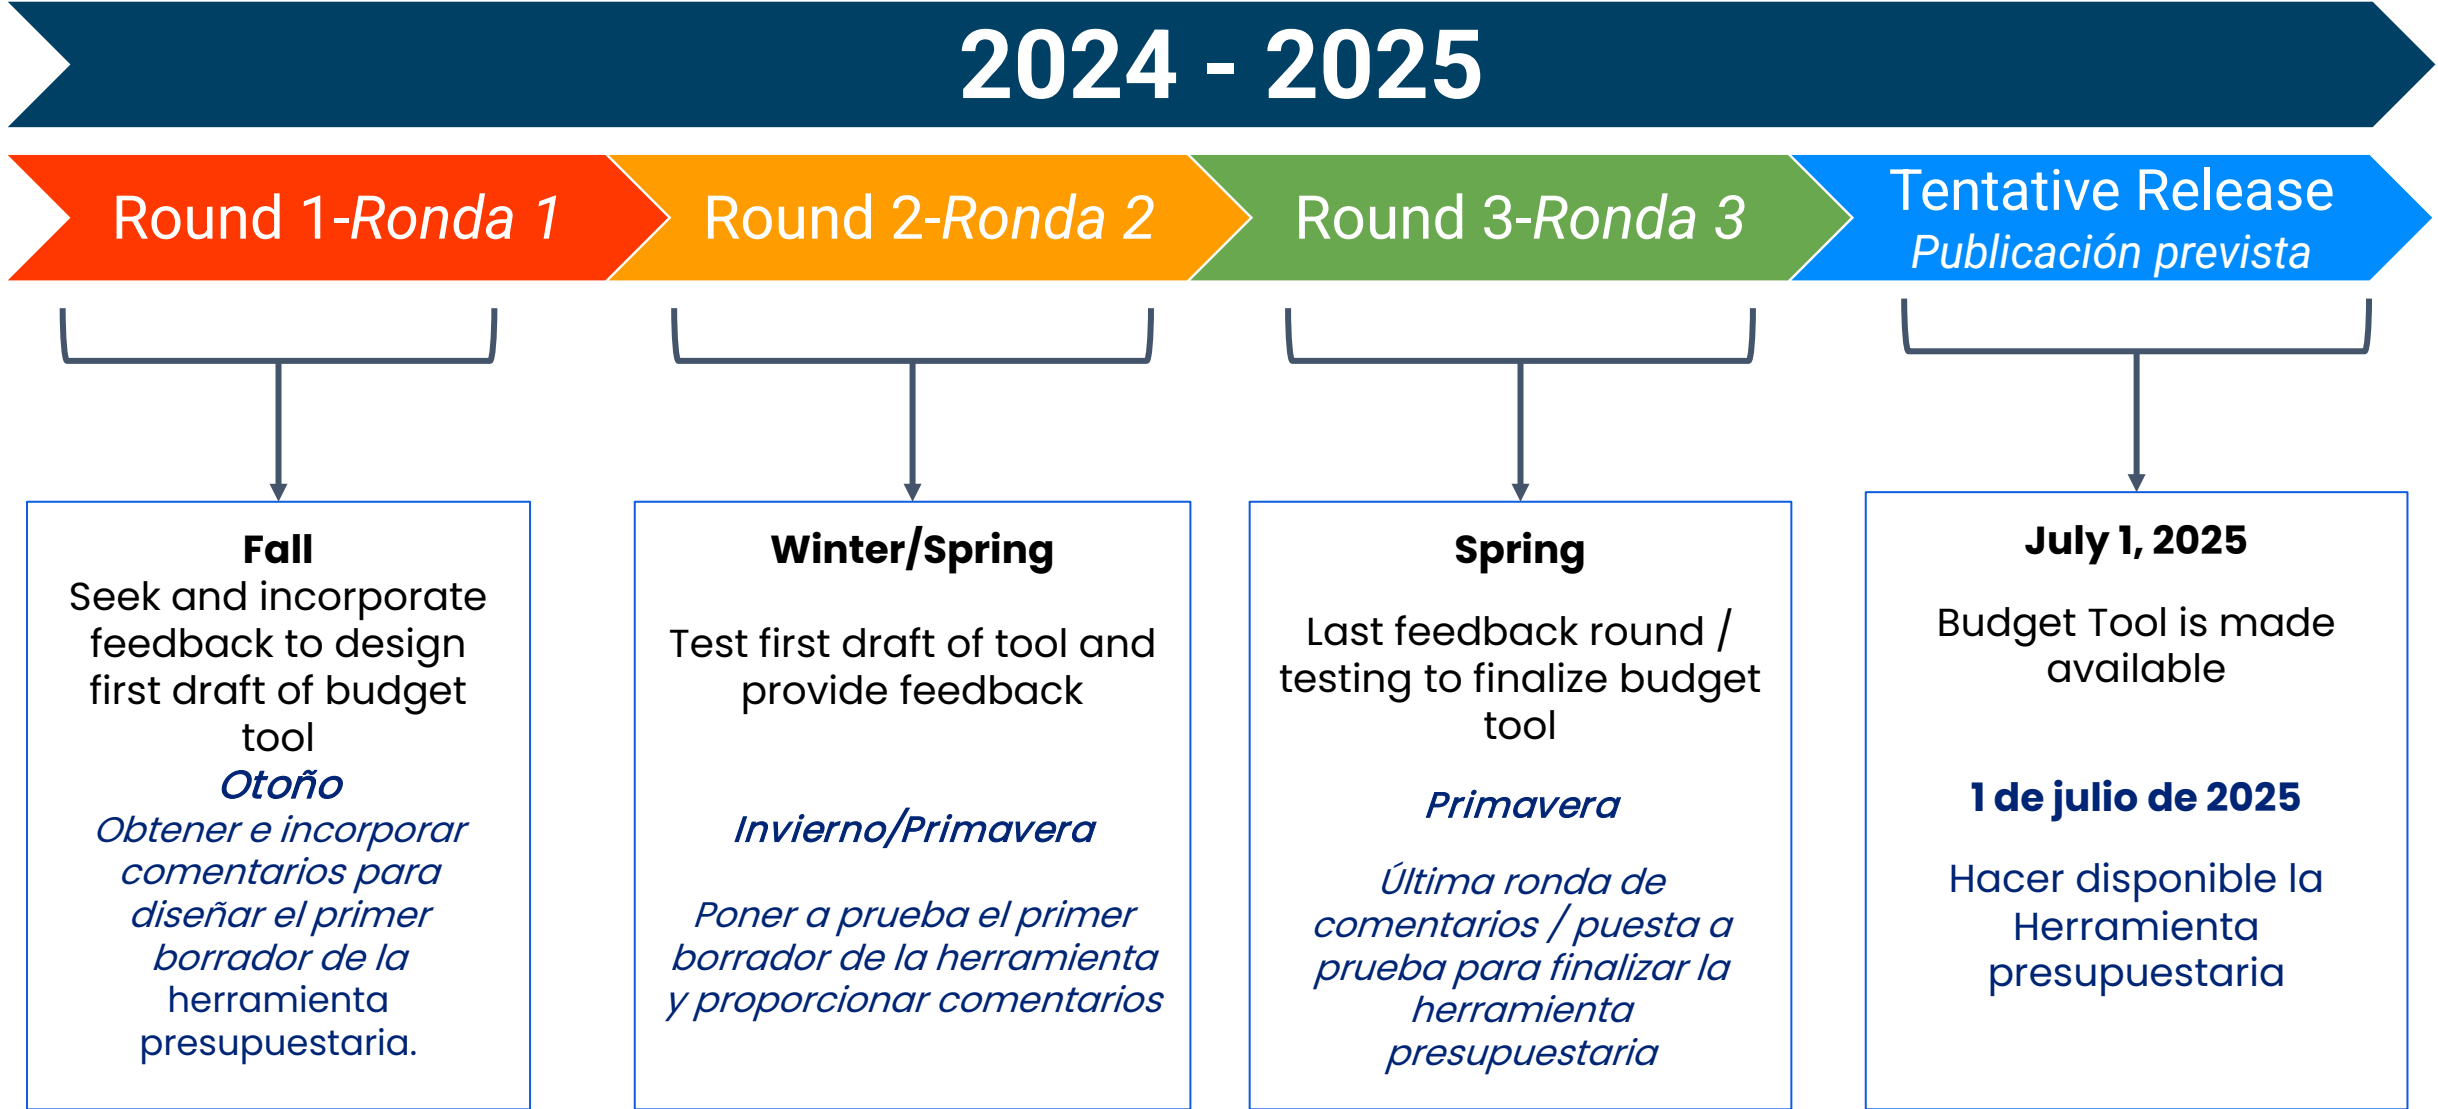 2024 - 2025
Round 1-Ronda 1
Round 2-Ronda 2
Round 3-Ronda 3
Tentative Release
Publicación prevista
Fall
Seek and incorporate
feedback to design
first draft of budget
tool
Otoño
Obtener e incorporar
comentarios para
diseñar el primer
borrador de la
herramienta
presupuestaria.
Winter/Spring
Test first draft of tool and
provide feedback
Invierno/Primavera
Poner a prueba el primer
borrador de la herramienta
y proporcionar comentarios
Spring
Last feedback round /
testing to finalize budget
tool
Primavera
Última ronda de
comentarios / puesta a
prueba para finalizar la
herramienta
presupuestaria
July 1, 2025
Budget Tool is made
available
1 de julio de 2025
Hacer disponible la
Herramienta
presupuestaria